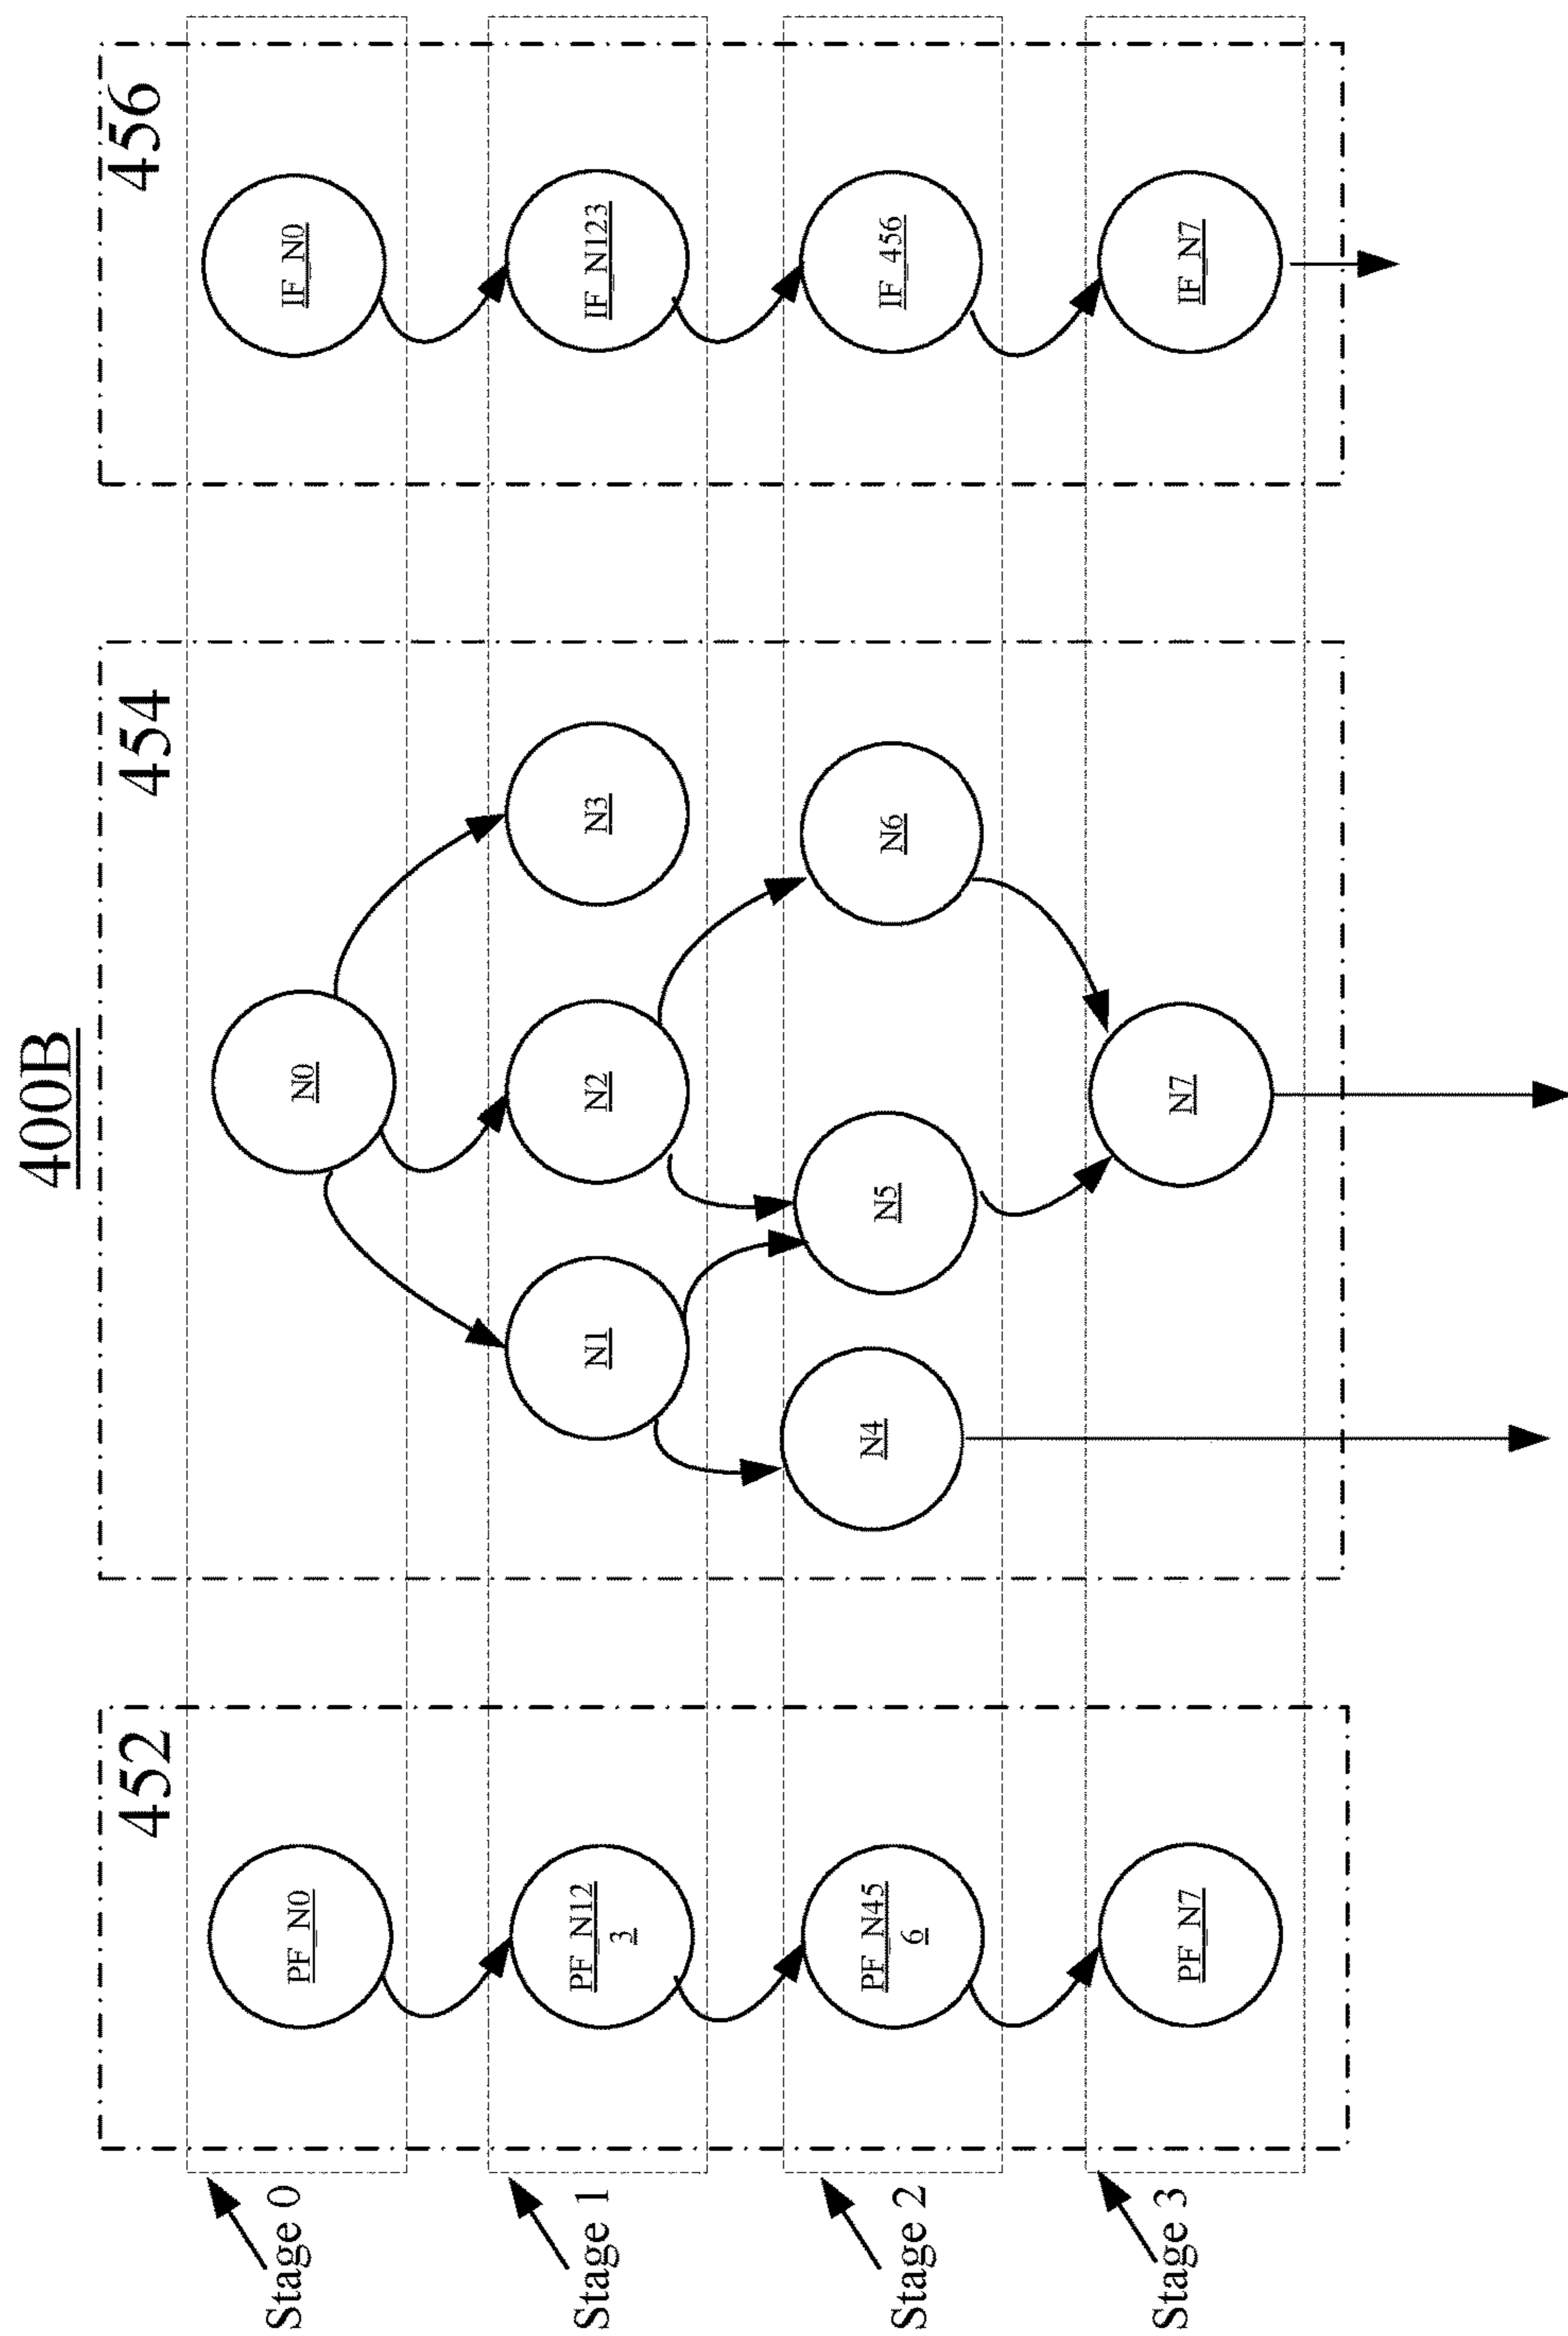 400B
452
454
456
Stage 0
PF_N0
N0
IF_N0
Stage 1
PF_N12
3
N1
N2
N3
IF_N123
Stage 2
PF_N45
6
N4
N5
N6
IF_456
Stage 3
PF_N7
N7
IF_N7